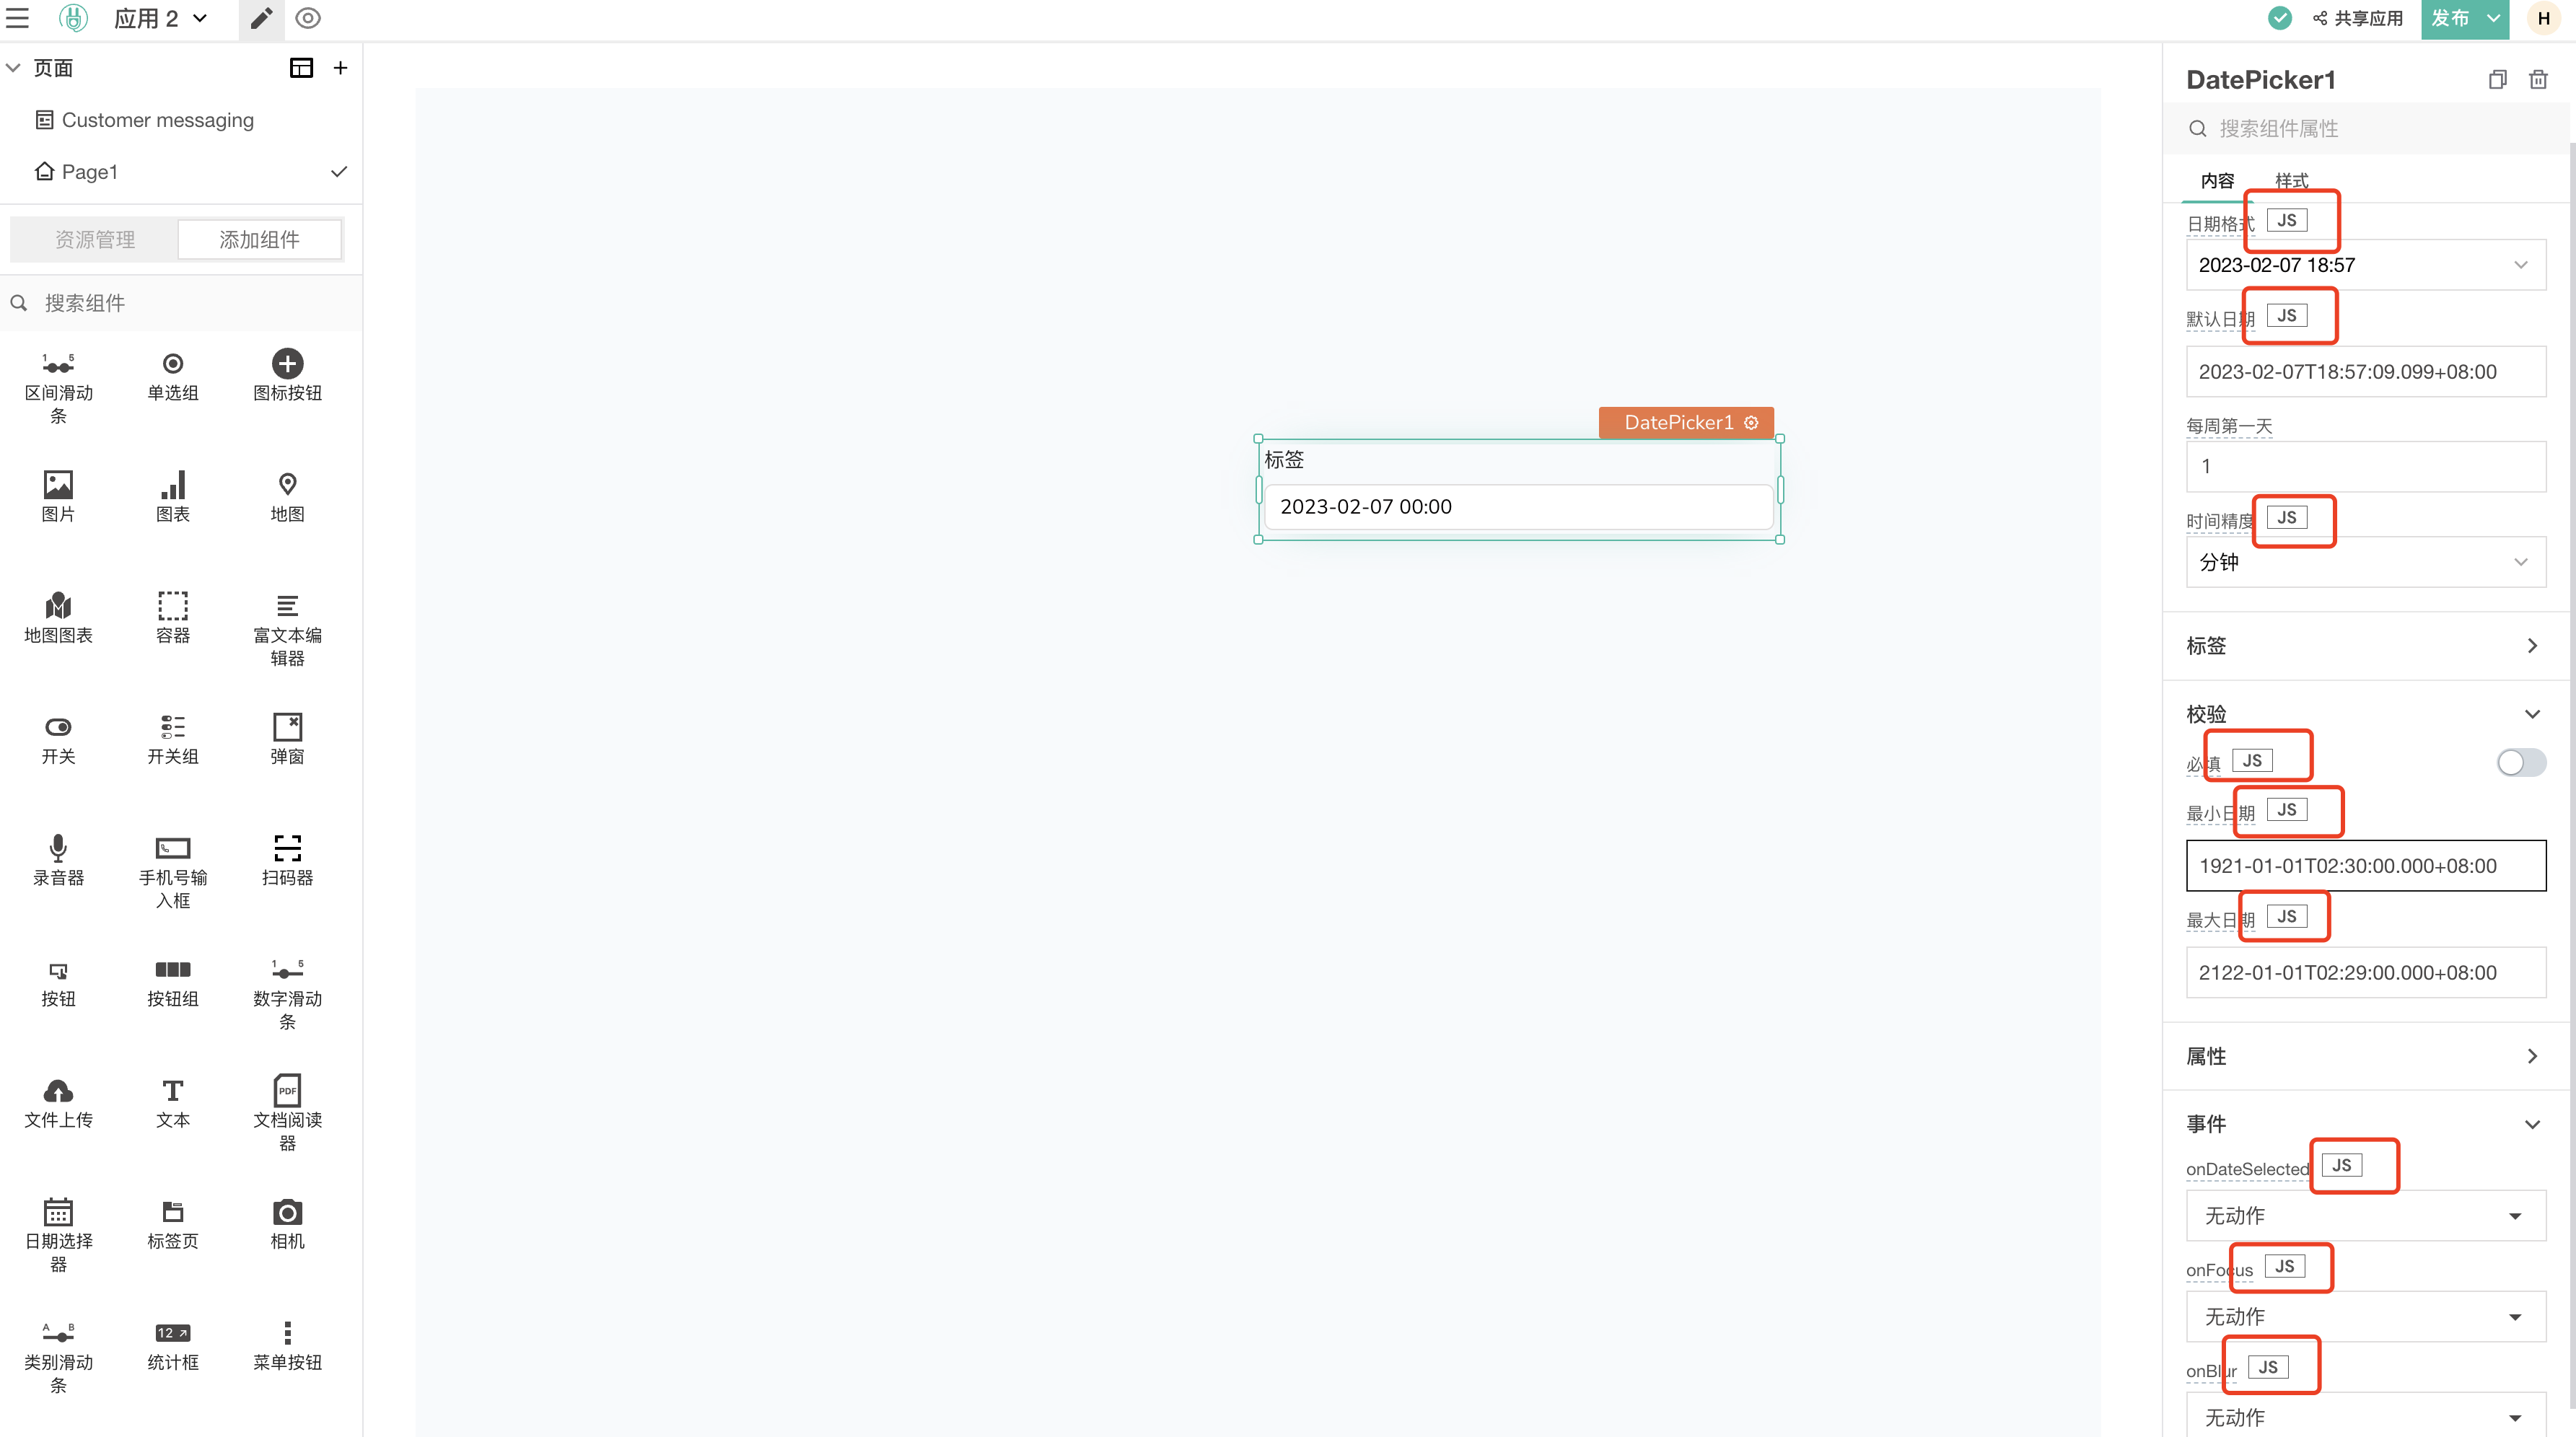 应用 2
共享应用
发布
H
页面
Customer messaging
Page1
资源管理
添加组件
搜索组件
1 5
区间滑动条
单选组
图标按钮
图片
图表
地图
地图图表
容器
富文本编辑器
开关
开关组
弹窗
录音器
手机号输入框
扫码器
按钮
按钮组
1 5
数字滑动条
文件上传
文本
PDF
文档阅读器
日期选择器
标签页
相机
A B
类别滑动条
12
统计框
菜单按钮
DatePicker1
标签
2023-02-07 00:00
DatePicker1
搜索组件属性
内容
样式
日期格式 JS
2023-02-07 18:57
默认日期 JS
2023-02-07T18:57:09.099+08:00
每周第一天
1
时间精度 JS
分钟
标签
校验
必填 JS
最小日期 JS
1921-01-01T02:30:00.000+08:00
最大日期 JS
2122-01-01T02:29:00.000+08:00
属性
事件
onDateSelected JS
无动作
onFocus JS
无动作
onBlur JS
无动作